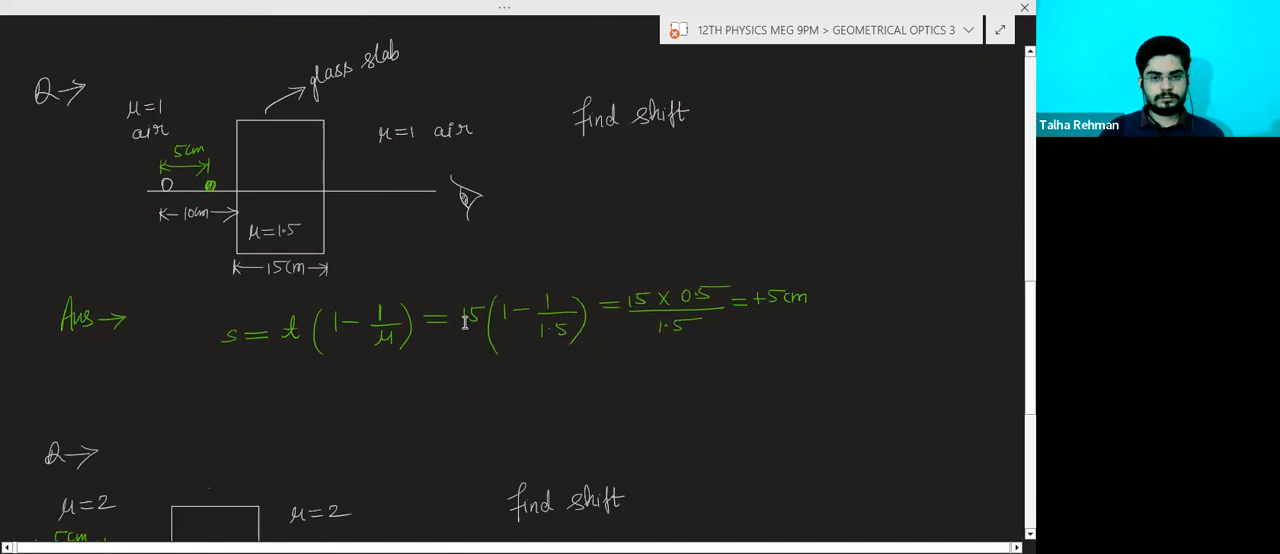 12TH PHYSICS MEG 9PM > GEOMETRICAL OPTICS 3
Talha Rehman
Q →
glass slab
μ=1
air
μ=1 air
find shift
5cm
O
10cm
μ=1.5
15cm
Ans → s = t (1 - 1/μ) = 15 (1 - 1/1.5) = 15 × 0.5/1.5 = +5cm
Q →
μ=2
μ=2
find shift
5cm